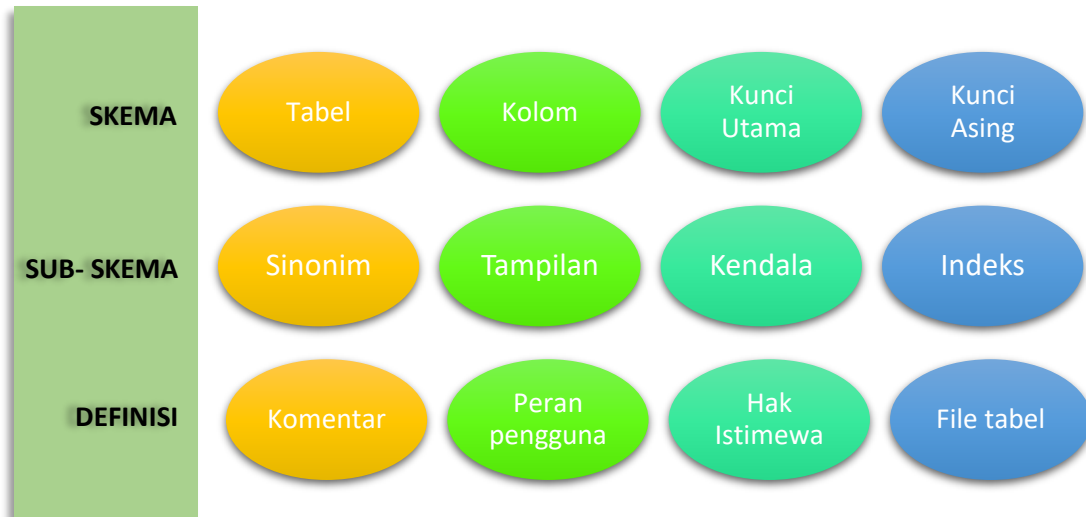 SKEMA
Tabel
Kolom
Kunci
Utama
Kunci
Asing
SUB- SKEMA
Sinonim
Tampilan
Kendala
Indeks
DEFINISI
Komentar
Peran
pengguna
Hak
Istimewa
File tabel